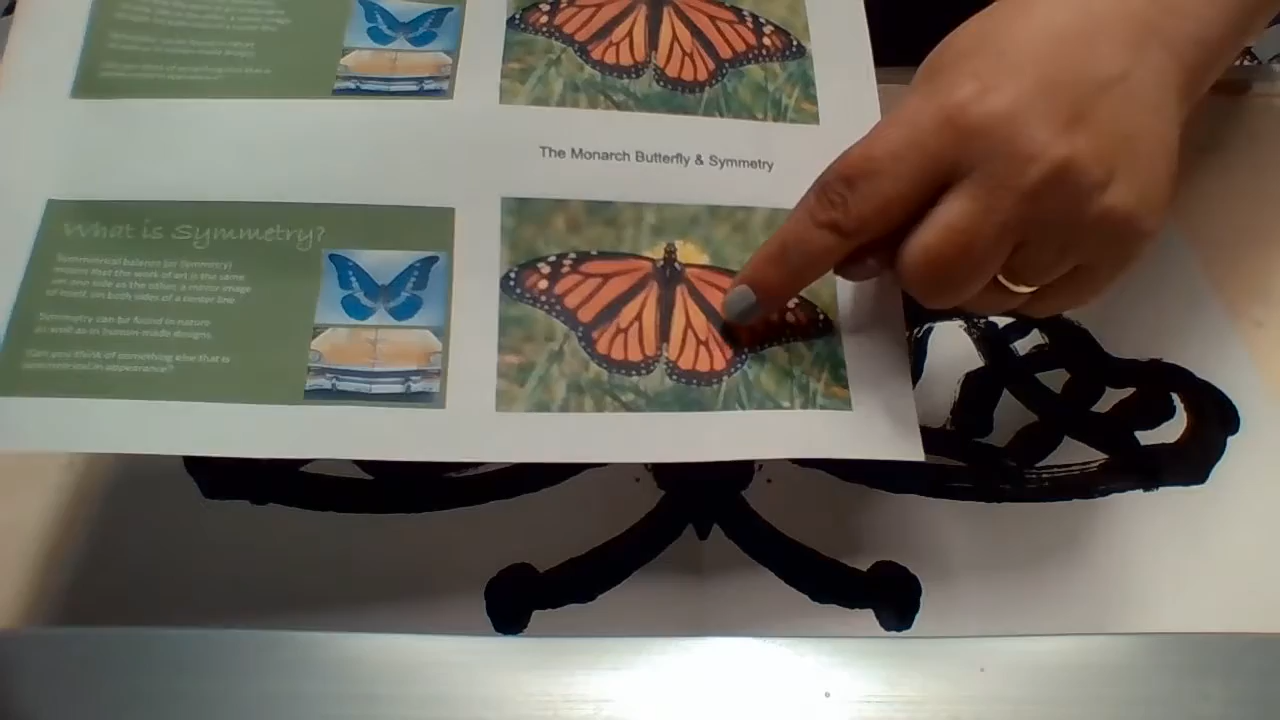 The Monarch Butterfly & Symmetry
What is Symmetry?
Symmetrical balance (or Symmetry)
means that the work of art is the same
on one side as the other, a mirror image
of itself, on both sides of a center line
Symmetry can be found in nature
as well as in human-made designs.
Can you think of something else that is
symmetrical in appearance?